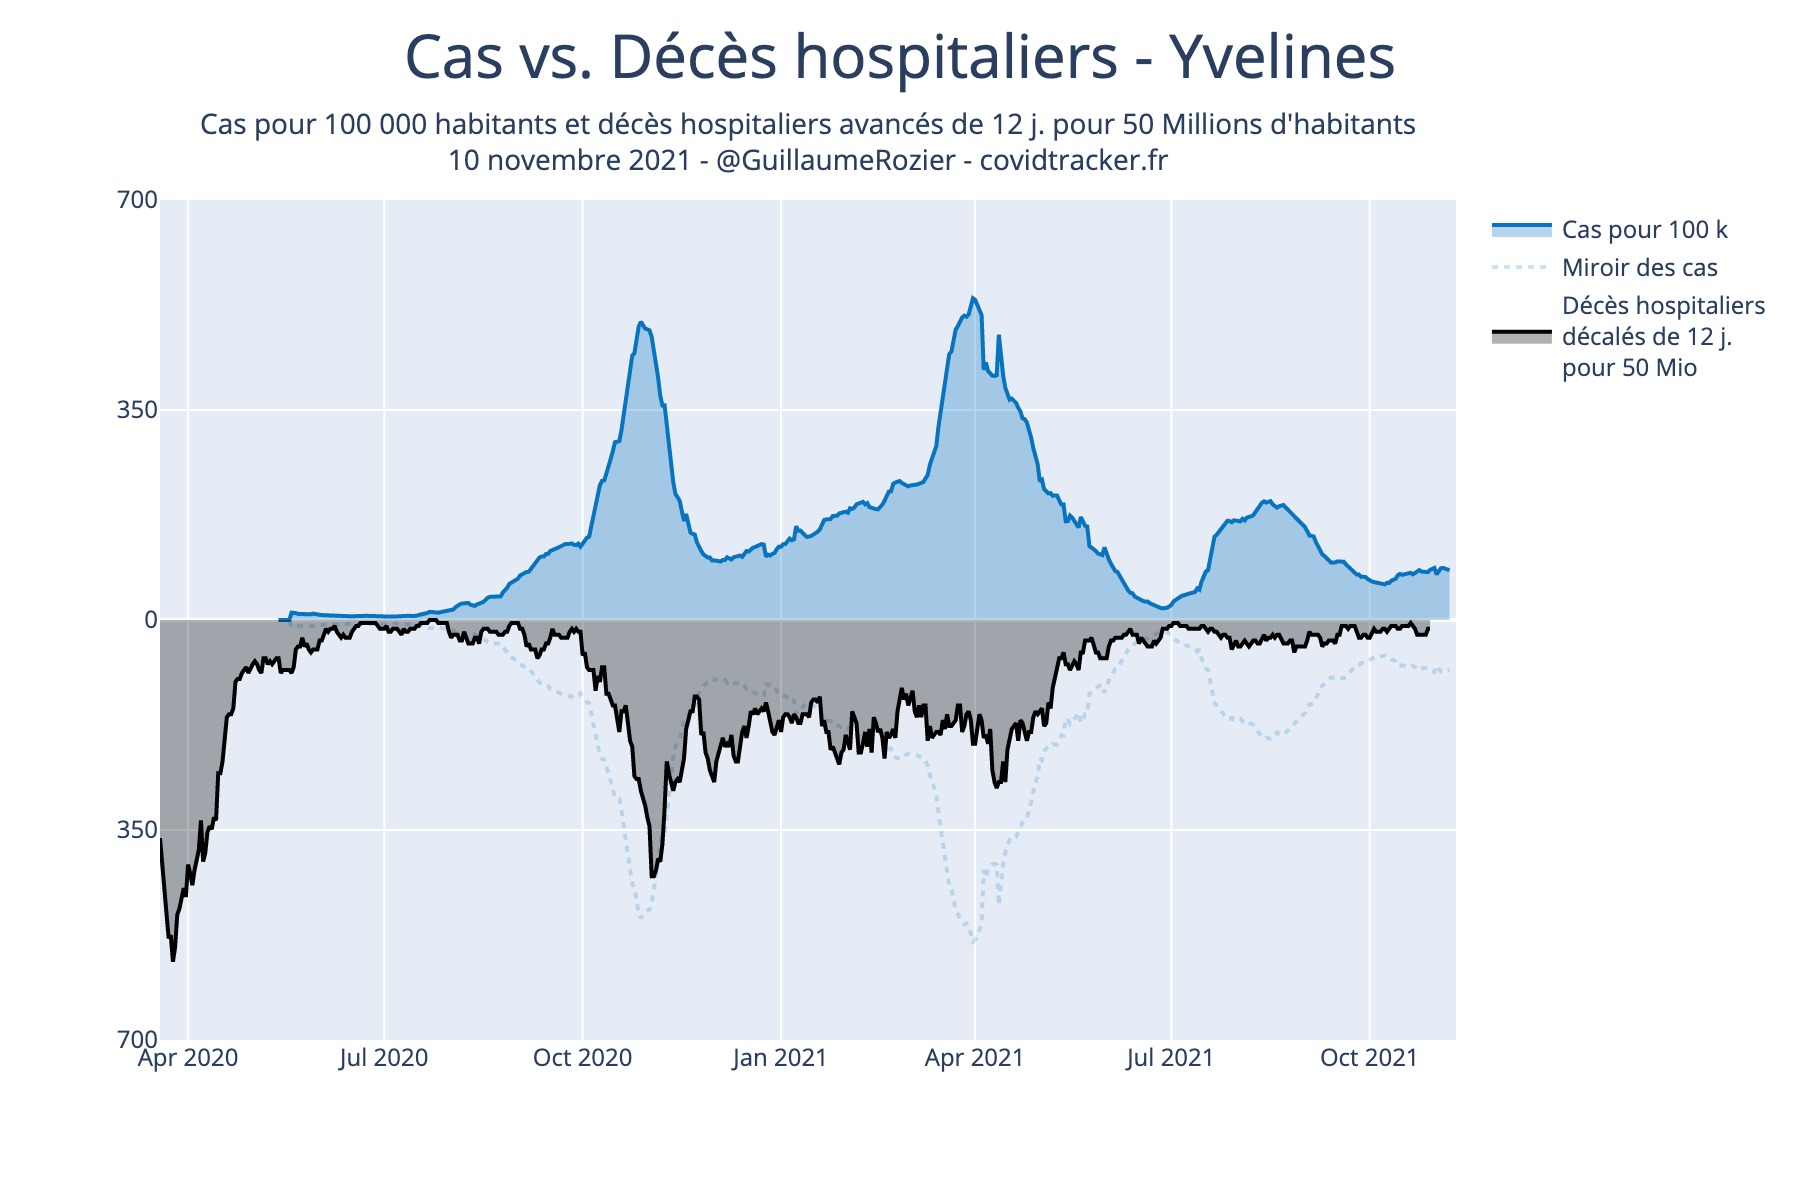 Cas vs. Décès hospitaliers - Yvelines
Cas pour 100 000 habitants et décès hospitaliers avancés de 12 j. pour 50 Millions d'habitants
10 novembre 2021 - @GuillaumeRozier - covidtracker.fr
700
350
0
350
700
Apr 2020
Jul 2020
Oct 2020
Jan 2021
Apr 2021
Jul 2021
Oct 2021
Cas pour 100 k
Miroir des cas
Décès hospitaliers
décalés de 12 j.
pour 50 Mio